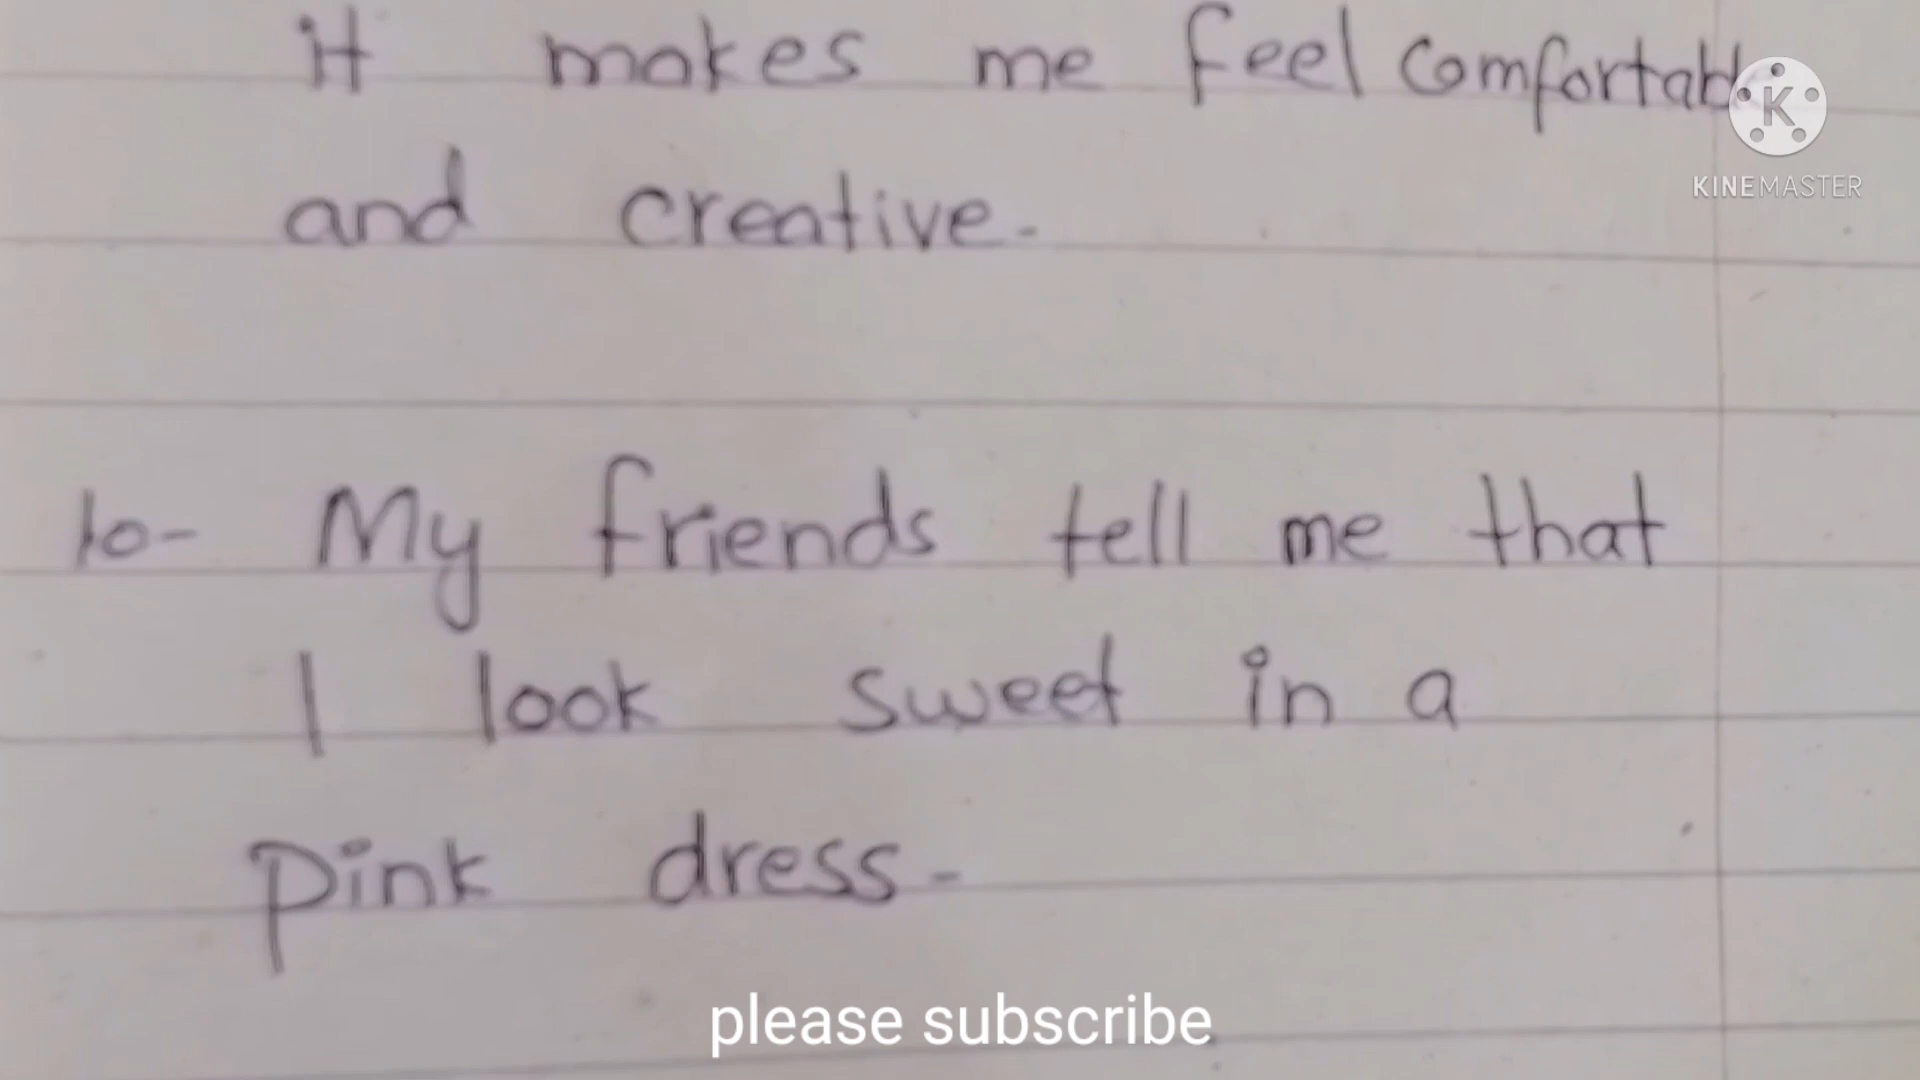 it makes me feel comfortabl
and creative.
KINEMASTER
10- My friends tell me that
I look sweet in a
pink dress.
please subscribe